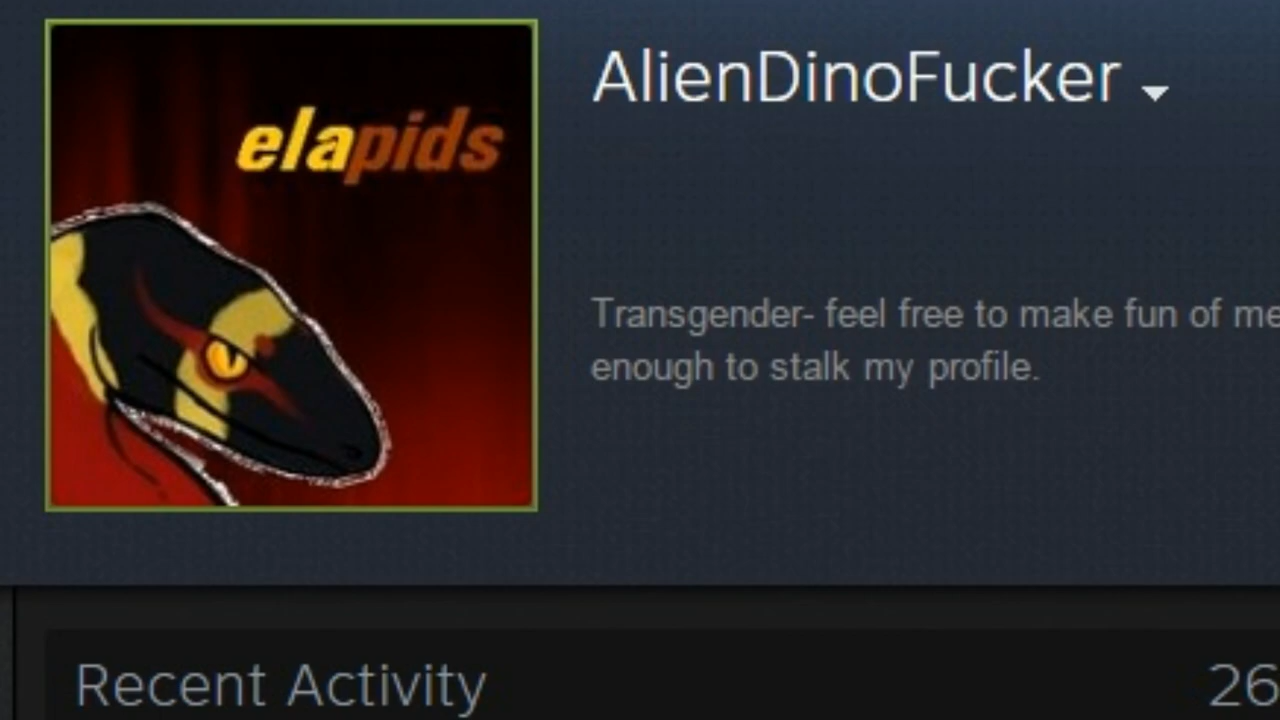 elapids
AlienDinoFucker
Transgender- feel free to make fun of me
enough to stalk my profile.
Recent Activity
26